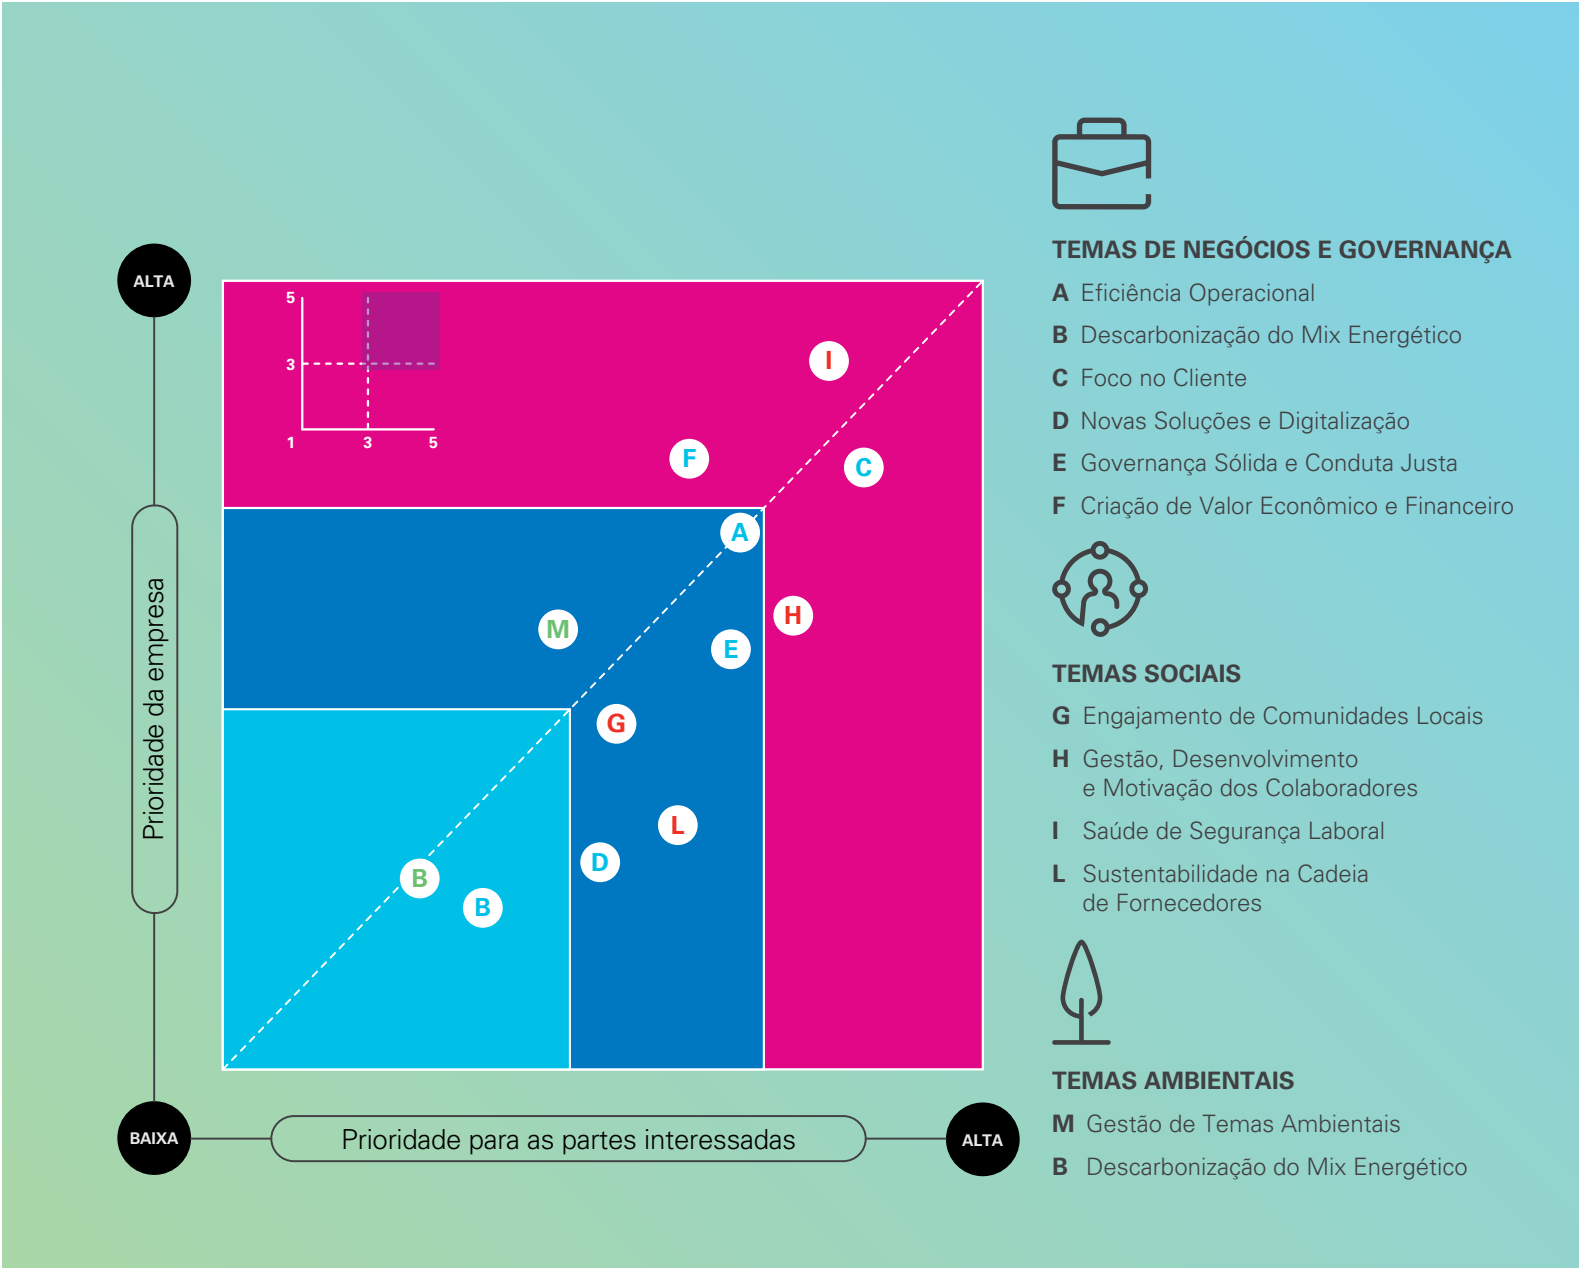 ALTA
Prioridade da empresa
BAIXA
Prioridade para as partes interessadas
ALTA
5
3
1
3
5
I
F
C
A
H
M
E
G
L
D
B
B
TEMAS DE NEGÓCIOS E GOVERNANÇA
A Eficiência Operacional
B Descarbonização do Mix Energético
C Foco no Cliente
D Novas Soluções e Digitalização
E Governança Sólida e Conduta Justa
F Criação de Valor Econômico e Financeiro
TEMAS SOCIAIS
G Engajamento de Comunidades Locais
H Gestão, Desenvolvimento
e Motivação dos Colaboradores
I Saúde de Segurança Laboral
L Sustentabilidade na Cadeia
de Fornecedores
TEMAS AMBIENTAIS
M Gestão de Temas Ambientais
B Descarbonização do Mix Energético